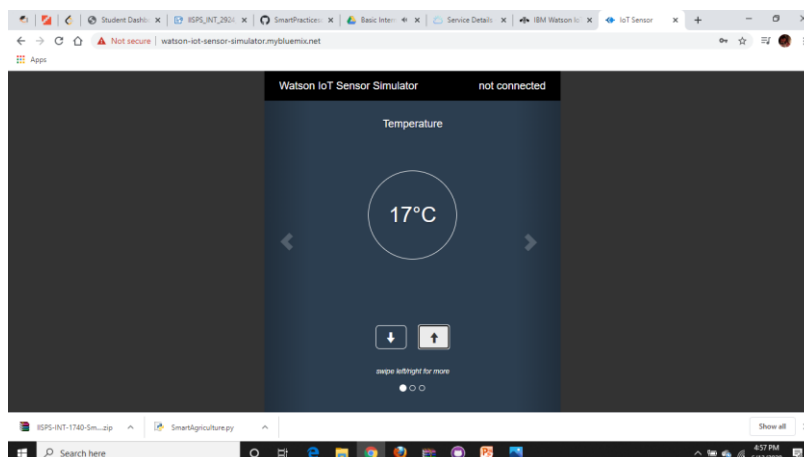 Student Dashb
IISPS_INT_2924
SmartPractices
Basic Inter
Service Details
IBM Watson Io
IoT Sensor
Not secure | watson-iot-sensor-simulator.mybluemix.net
Apps
Watson IoT Sensor Simulator not connected
Temperature
17°C
swipe left/right for more
IISPS-INT-1740-Sm....zip
SmartAgriculture.py
Show all
Search here
4:57 PM